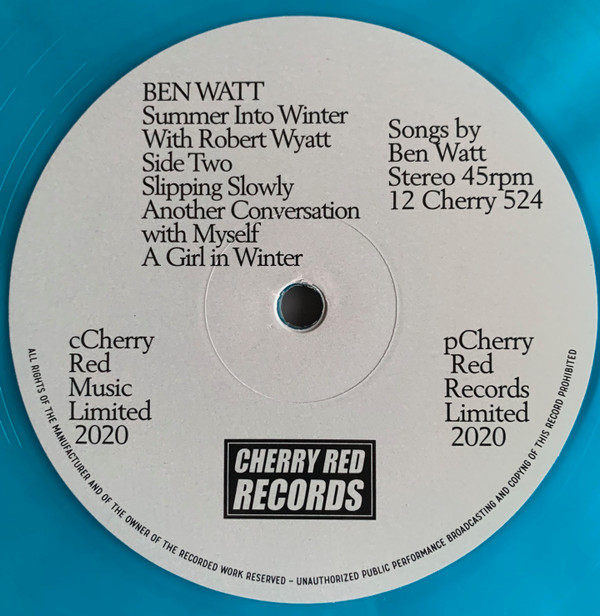 BEN WATT
Summer Into Winter
With Robert Wyatt
Side Two
Slipping Slowly
Another Conversation
with Myself
A Girl in Winter
Songs by
Ben Watt
Stereo 45rpm
12 Cherry 524
cCherry
Red
Music
Limited
2020
pCherry
Red
Records
Limited
2020
CHERRY RED
RECORDS
ALL RIGHTS OF THE MANUFACTURER AND OF THE OWNER OF THE RECORDED WORK RESERVED – UNAUTHORIZED PUBLIC PERFORMANCE BROADCASTING AND COPYNG OF THIS RECORD PROHIBITED